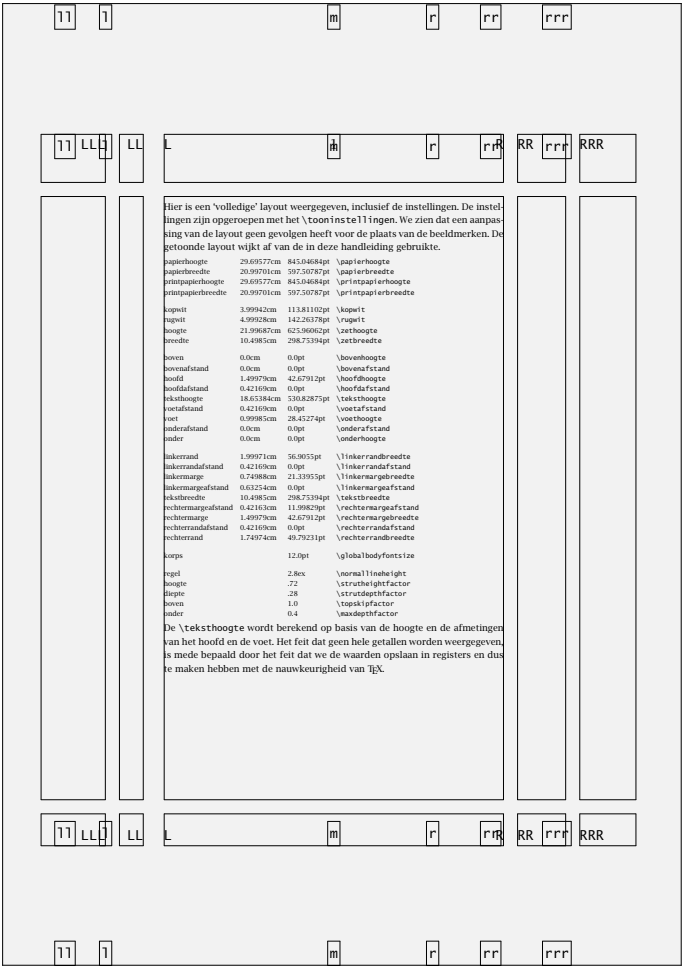 ll l m r rr rrr
ll LLL l LL L l m r rr R RR rrr RRR
Hier is een ‘volledige’ layout weergegeven, inclusief de instellingen. De instel-
lingen zijn opgeroepen met het \tooninstellingen. We zien dat een aanpas-
sing van de layout geen gevolgen heeft voor de plaats van de beeldmerken. De
getoonde layout wijkt af van de in deze handleiding gebruikte.
papierhoogte 29.69577cm 845.04684pt \papierhoogte
papierbreedte 20.99701cm 597.50787pt \papierbreedte
printpapierhoogte 29.69577cm 845.04684pt \printpapierhoogte
printpapierbreedte 20.99701cm 597.50787pt \printpapierbreedte
kopwit 3.99942cm 113.81102pt \kopwit
rugwit 4.99928cm 142.26378pt \rugwit
hoogte 21.99687cm 625.96062pt \zethoogte
breedte 10.4985cm 298.75394pt \zetbreedte
boven 0.0cm 0.0pt \bovenhoogte
bovenafstand 0.0cm 0.0pt \bovenafstand
hoofd 1.49979cm 42.67912pt \hoofdhoogte
hoofdafstand 0.42169cm 0.0pt \hoofdafstand
teksthoogte 18.65384cm 530.82875pt \teksthoogte
voetafstand 0.42169cm 0.0pt \voetafstand
voet 0.99985cm 28.45274pt \voethoogte
onderafstand 0.0cm 0.0pt \onderafstand
onder 0.0cm 0.0pt \onderhoogte
linkerrand 1.99971cm 56.9055pt \linkerrandbreedte
linkerrandafstand 0.42169cm 0.0pt \linkerrandafstand
linkermarge 0.74988cm 21.33955pt \linkermargebreedte
linkermargeafstand 0.63254cm 0.0pt \linkermargeafstand
tekstbreedte 10.4985cm 298.75394pt \tekstbreedte
rechtermargeafstand 0.42163cm 11.99829pt \rechtermargeafstand
rechtermarge 1.49979cm 42.67912pt \rechtermargebreedte
rechterrandafstand 0.42169cm 0.0pt \rechterrandafstand
rechterrand 1.74974cm 49.79231pt \rechterrandbreedte
korps 12.0pt \globalbodyfontsize
regel 2.8ex \normallineheight
hoogte .72 \strutheightfactor
diepte .28 \strutdepthfactor
boven 1.0 \topskipfactor
onder 0.4 \maxdepthfactor
De \teksthoogte wordt berekend op basis van de hoogte en de afmetingen
van het hoofd en de voet. Het feit dat geen hele getallen worden weergegeven,
is mede bepaald door het feit dat we de waarden opslaan in registers en dus
te maken hebben met de nauwkeurigheid van TEX.
ll LLL l LL L m r rr R RR rrr RRR
ll l m r rr rrr